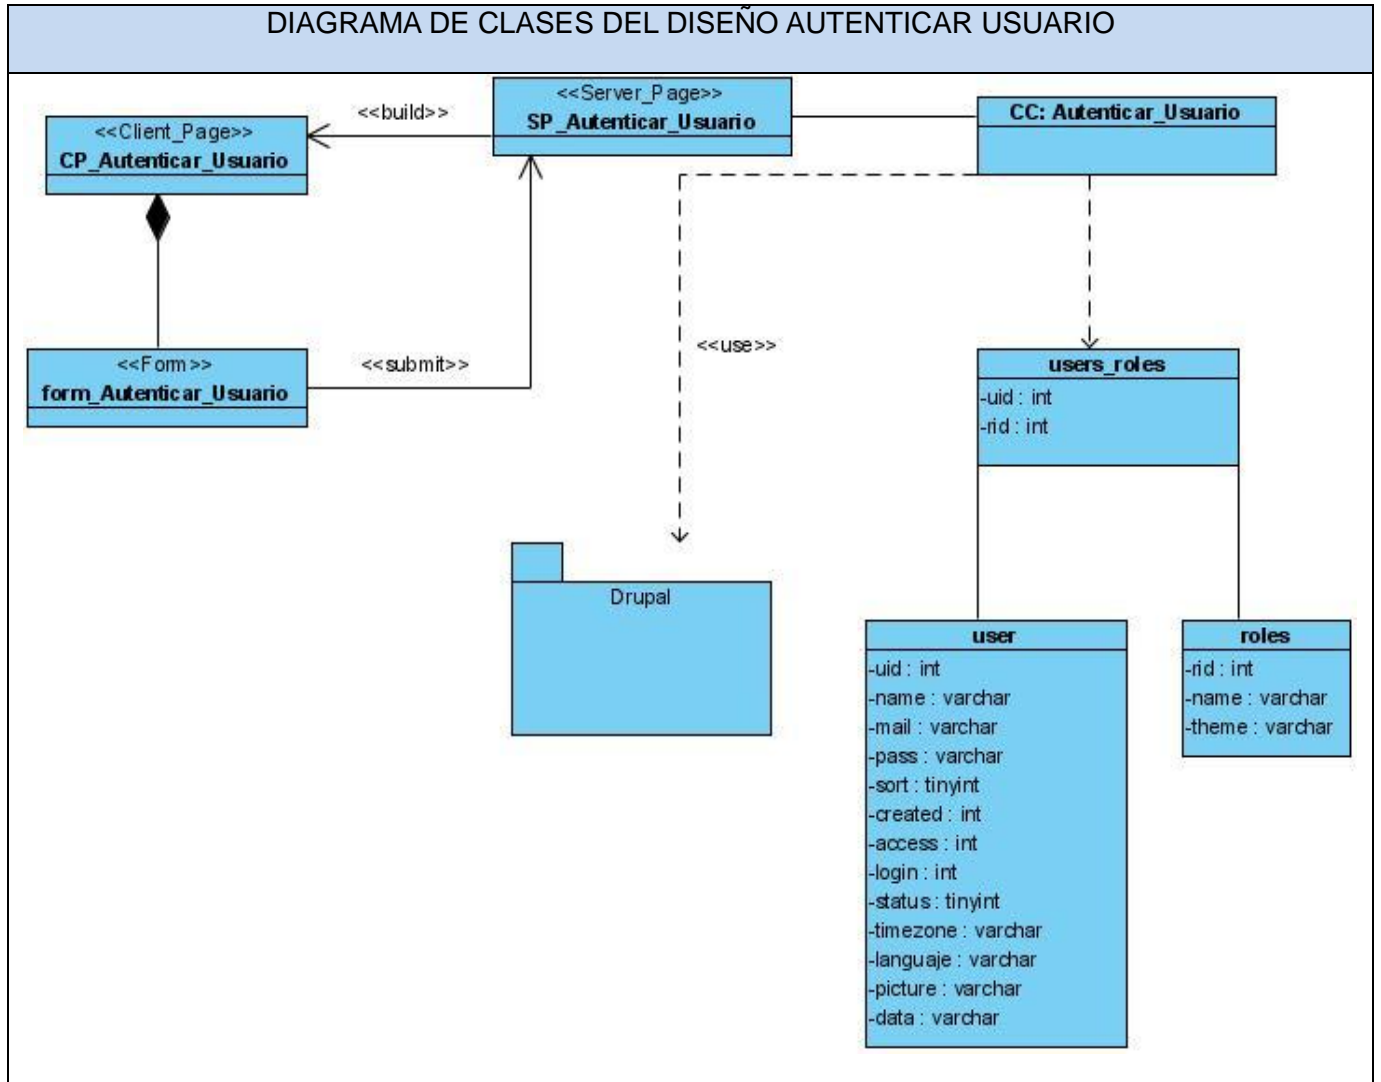 DIAGRAMA DE CLASES DEL DISEÑO AUTENTICAR USUARIO
<<Client_Page>>
CP_Autenticar_Usuario
<<build>>
<<Server_Page>>
SP_Autenticar_Usuario
CC: Autenticar_Usuario
<<Form>>
form_Autenticar_Usuario
<<submit>>
<<use>>
users_roles
-uid : int
-rid : int
Drupal
user
-uid : int
-name : varchar
-mail : varchar
-pass : varchar
-sort : tinyint
-created : int
-access : int
-login : int
-status : tinyint
-timezone : varchar
-languaje : varchar
-picture : varchar
-data : varchar
roles
-rid : int
-name : varchar
-theme : varchar